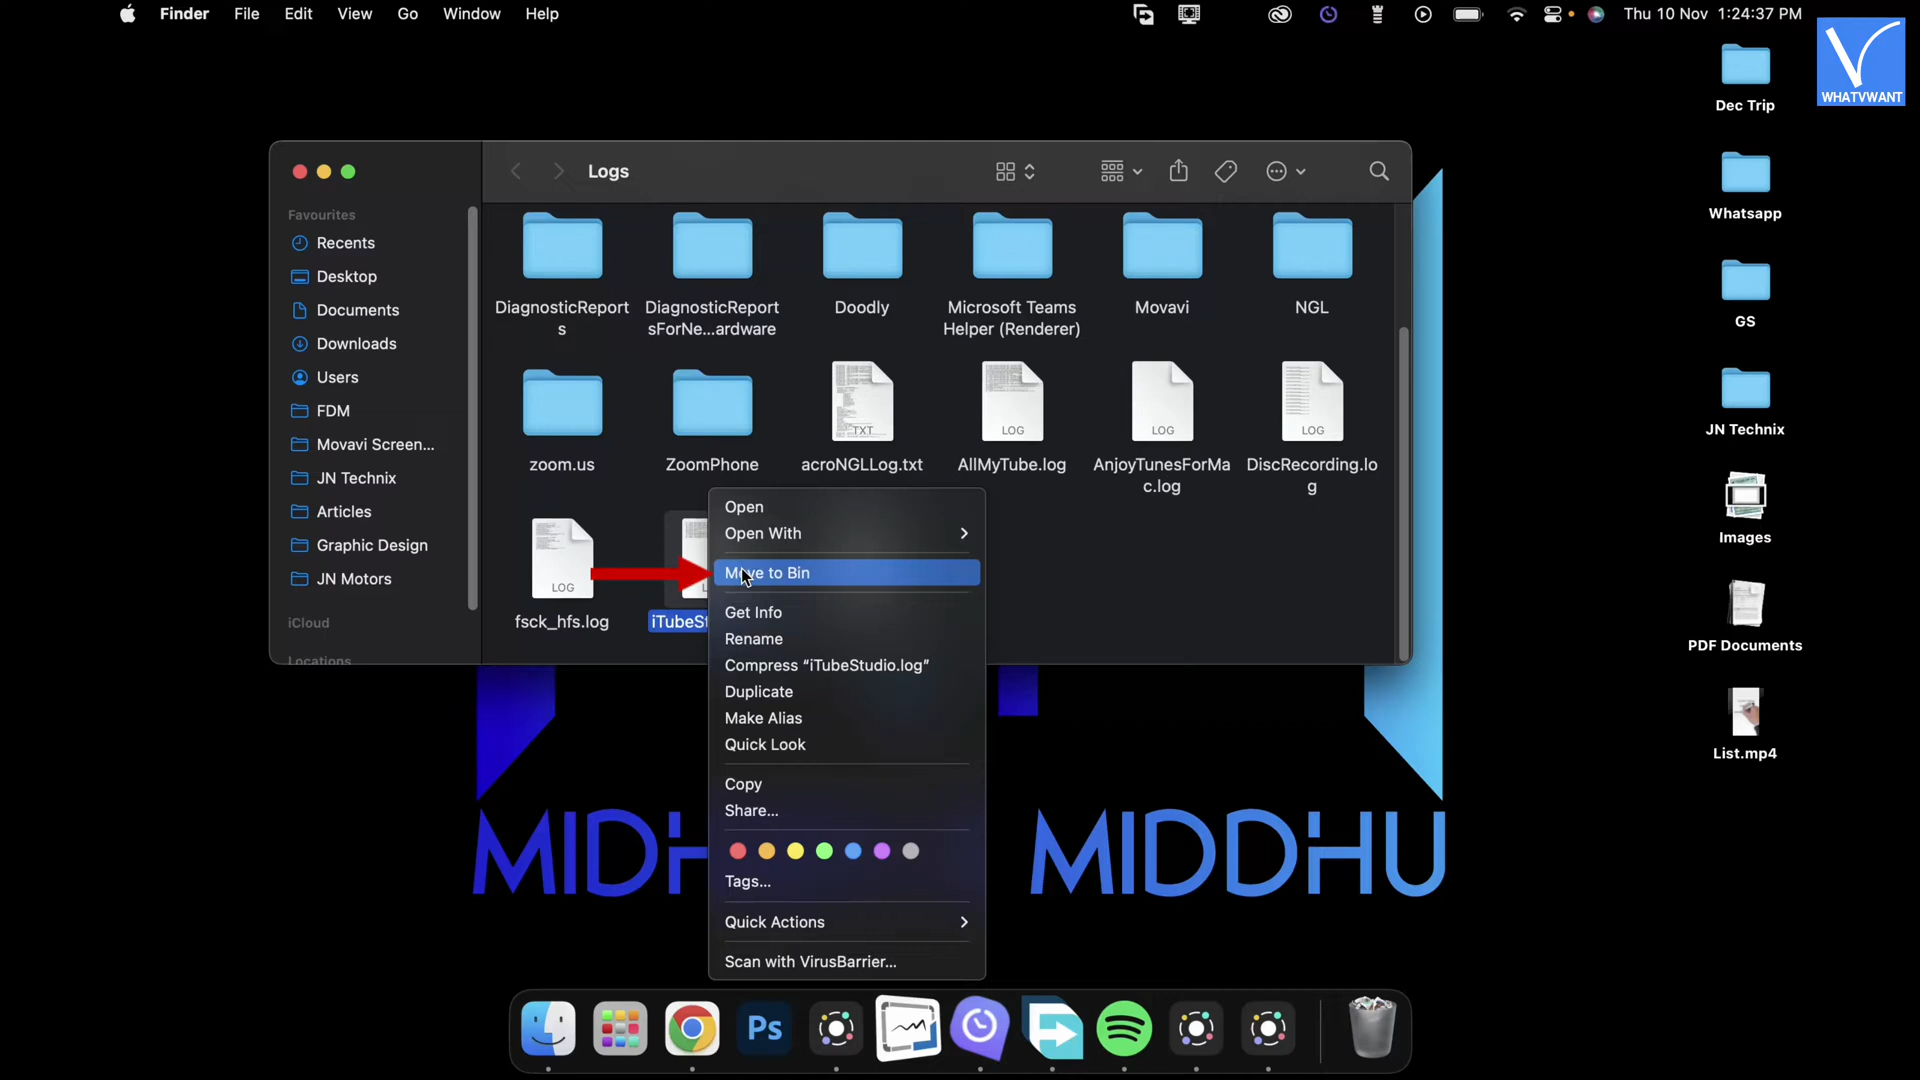 Finder File Edit View Go Window Help Thu 10 Nov 1:24:37 PM
WHATVWANT
Dec Trip
Whatsapp
GS
JN Technix
Images
PDF Documents
List.mp4
Logs
Favourites
Recents
Desktop
Documents
Downloads
Users
FDM
Movavi Screen...
JN Technix
Articles
Graphic Design
JN Motors
iCloud
Locations
DiagnosticReport
s
DiagnosticReport
sForNe...ardware
Doodly
Microsoft Teams
Helper (Renderer)
Movavi
NGL
zoom.us
ZoomPhone
acroNGLLog.txt
TXT
AllMyTube.log
LOG
AnjoyTunesForMa
c.log
LOG
DiscRecording.lo
g
LOG
LOG
fsck_hfs.log
iTubeSt
Open
Open With
Move to Bin
Get Info
Rename
Compress “iTubeStudio.log”
Duplicate
Make Alias
Quick Look
Copy
Share...
Tags...
Quick Actions
Scan with VirusBarrier...
MIDH MIDDHU
Ps